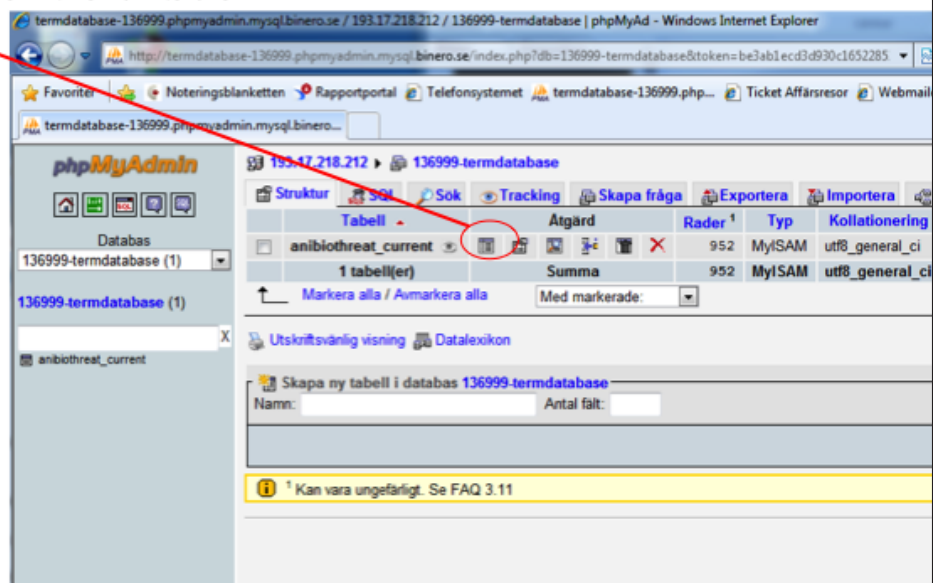 termdatabase-136999.phpmyadmin.mysql.binero.se / 193.17.218.212 / 136999-termdatabase | phpMyAd - Windows Internet Explorer
http://termdatabase-136999.phpmyadmin.mysql.binero.se/index.php?db=136999-termdatabase&token=be3ab1ecd3d930c1652285
Favoriter Noteringsblanketten Rapportportal Telefonsystemet termdatabase-136999.php... Ticket Affärsresor Webmail
termdatabase-136999.phpmyadmin.mysql.binero...
phpMyAdmin
SQL
Databas
136999-termdatabase (1)
136999-termdatabase (1)
X
anibiothreat_current
193.17.218.212 ▸ 136999-termdatabase
Struktur SQL Sök Tracking Skapa fråga Exportera Importera
Tabell Åtgärd Rader 1 Typ Kollationering
anibiothreat_current 952 MyISAM utf8_general_ci
1 tabell(er) Summa 952 MyISAM utf8_general_ci
Markera alla / Avmarkera alla Med markerade:
Utskriftsvänlig visning Datalexikon
Skapa ny tabell i databas 136999-termdatabase
Namn: Antal fält:
1 Kan vara ungefärligt. Se FAQ 3.11